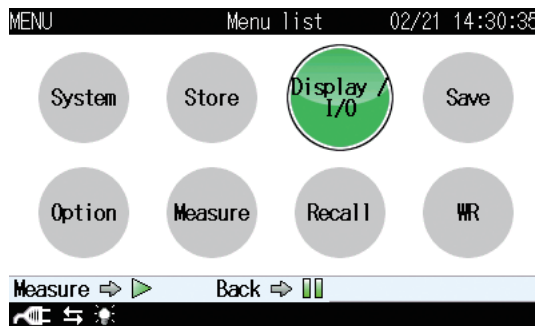 MENU Menu list 02/21 14:30:35
System Store Display / I/O Save
Option Measure Recall WR
Measure ⇨ ▷ Back ⇨ ▯▯